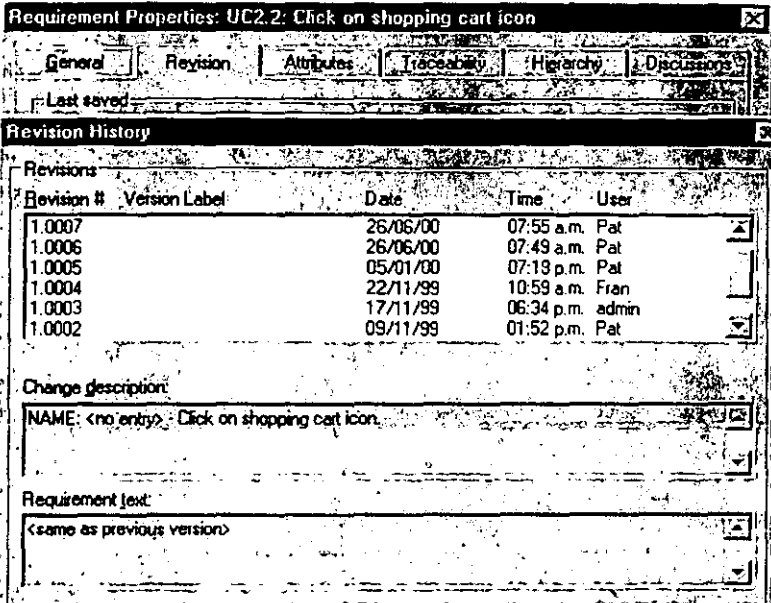 Requirement Properties: UC2.2: Click on shopping cart icon
General Revision Attributes Traceability Hierarchy Discussions
Last saved
Revision History
Revisions
Revision # Version Label Date Time User
1.0007 26/06/00 07:55 a.m. Pat
1.0006 26/06/00 07:49 a.m. Pat
1.0005 05/01/00 07:19 p.m. Pat
1.0004 22/11/99 10:59 a.m. Fran
1.0003 17/11/99 06:34 p.m. admin
1.0002 09/11/99 01:52 p.m. Pat
Change description:
NAME: <no entry> - Click on shopping cart icon.
Requirement text:
<same as previous version>